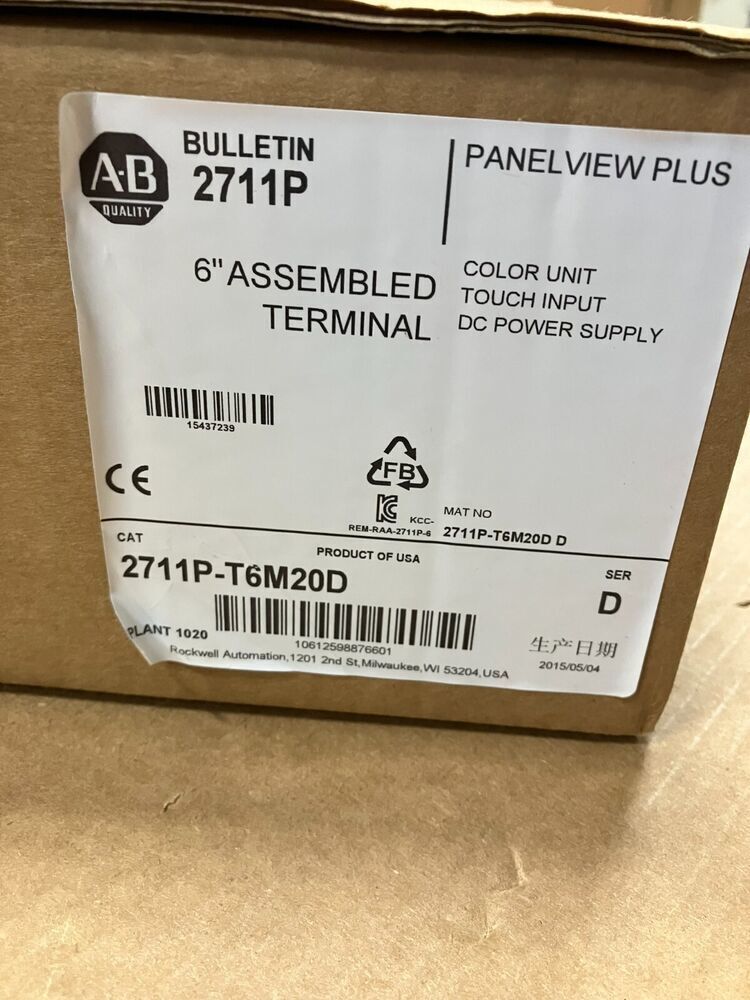 A·B
QUALITY
BULLETIN
2711P
PANELVIEW PLUS
6" ASSEMBLED
TERMINAL
COLOR UNIT
TOUCH INPUT
DC POWER SUPPLY
15437239
FB
CE
KCC-
REM-RAA-2711P-6
MAT NO
2711P-T6M20D D
CAT
PRODUCT OF USA
2711P-T6M20D
SER
D
PLANT 1020
10612598876601
Rockwell Automation,1201 2nd St,Milwaukee,WI 53204,USA
生产日期
2015/05/04